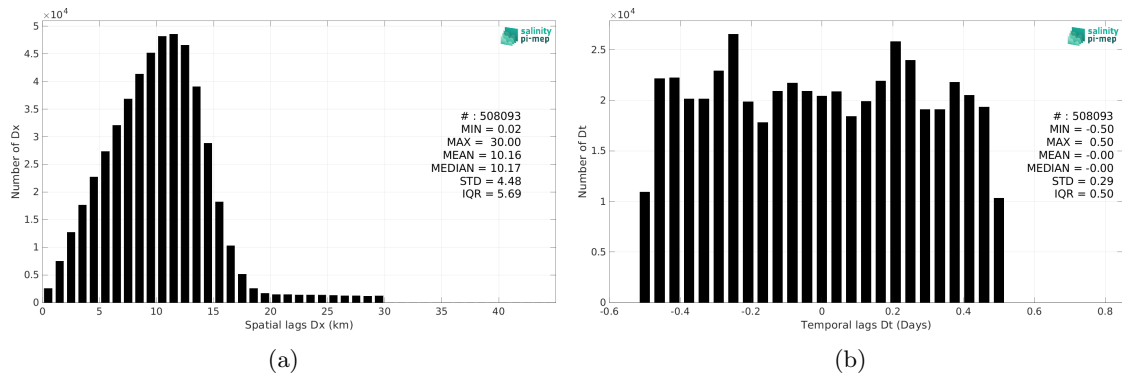 ×10⁴
5
4.5
4
3.5
3
2.5
2
1.5
1
0.5
0
Number of Dx
0 5 10 15 20 25 30 35 40
Spatial lags Dx (km)
salinity
pi-mep
# : 508093
MIN = 0.02
MAX = 30.00
MEAN = 10.16
MEDIAN = 10.17
STD = 4.48
IQR = 5.69
(a)
×10⁴
2.5
2
1.5
1
0.5
0
Number of Dt
-0.6 -0.4 -0.2 0 0.2 0.4 0.6 0.8
Temporal lags Dt (Days)
salinity
pi-mep
# : 508093
MIN = -0.50
MAX = 0.50
MEAN = -0.00
MEDIAN = -0.00
STD = 0.29
IQR = 0.50
(b)